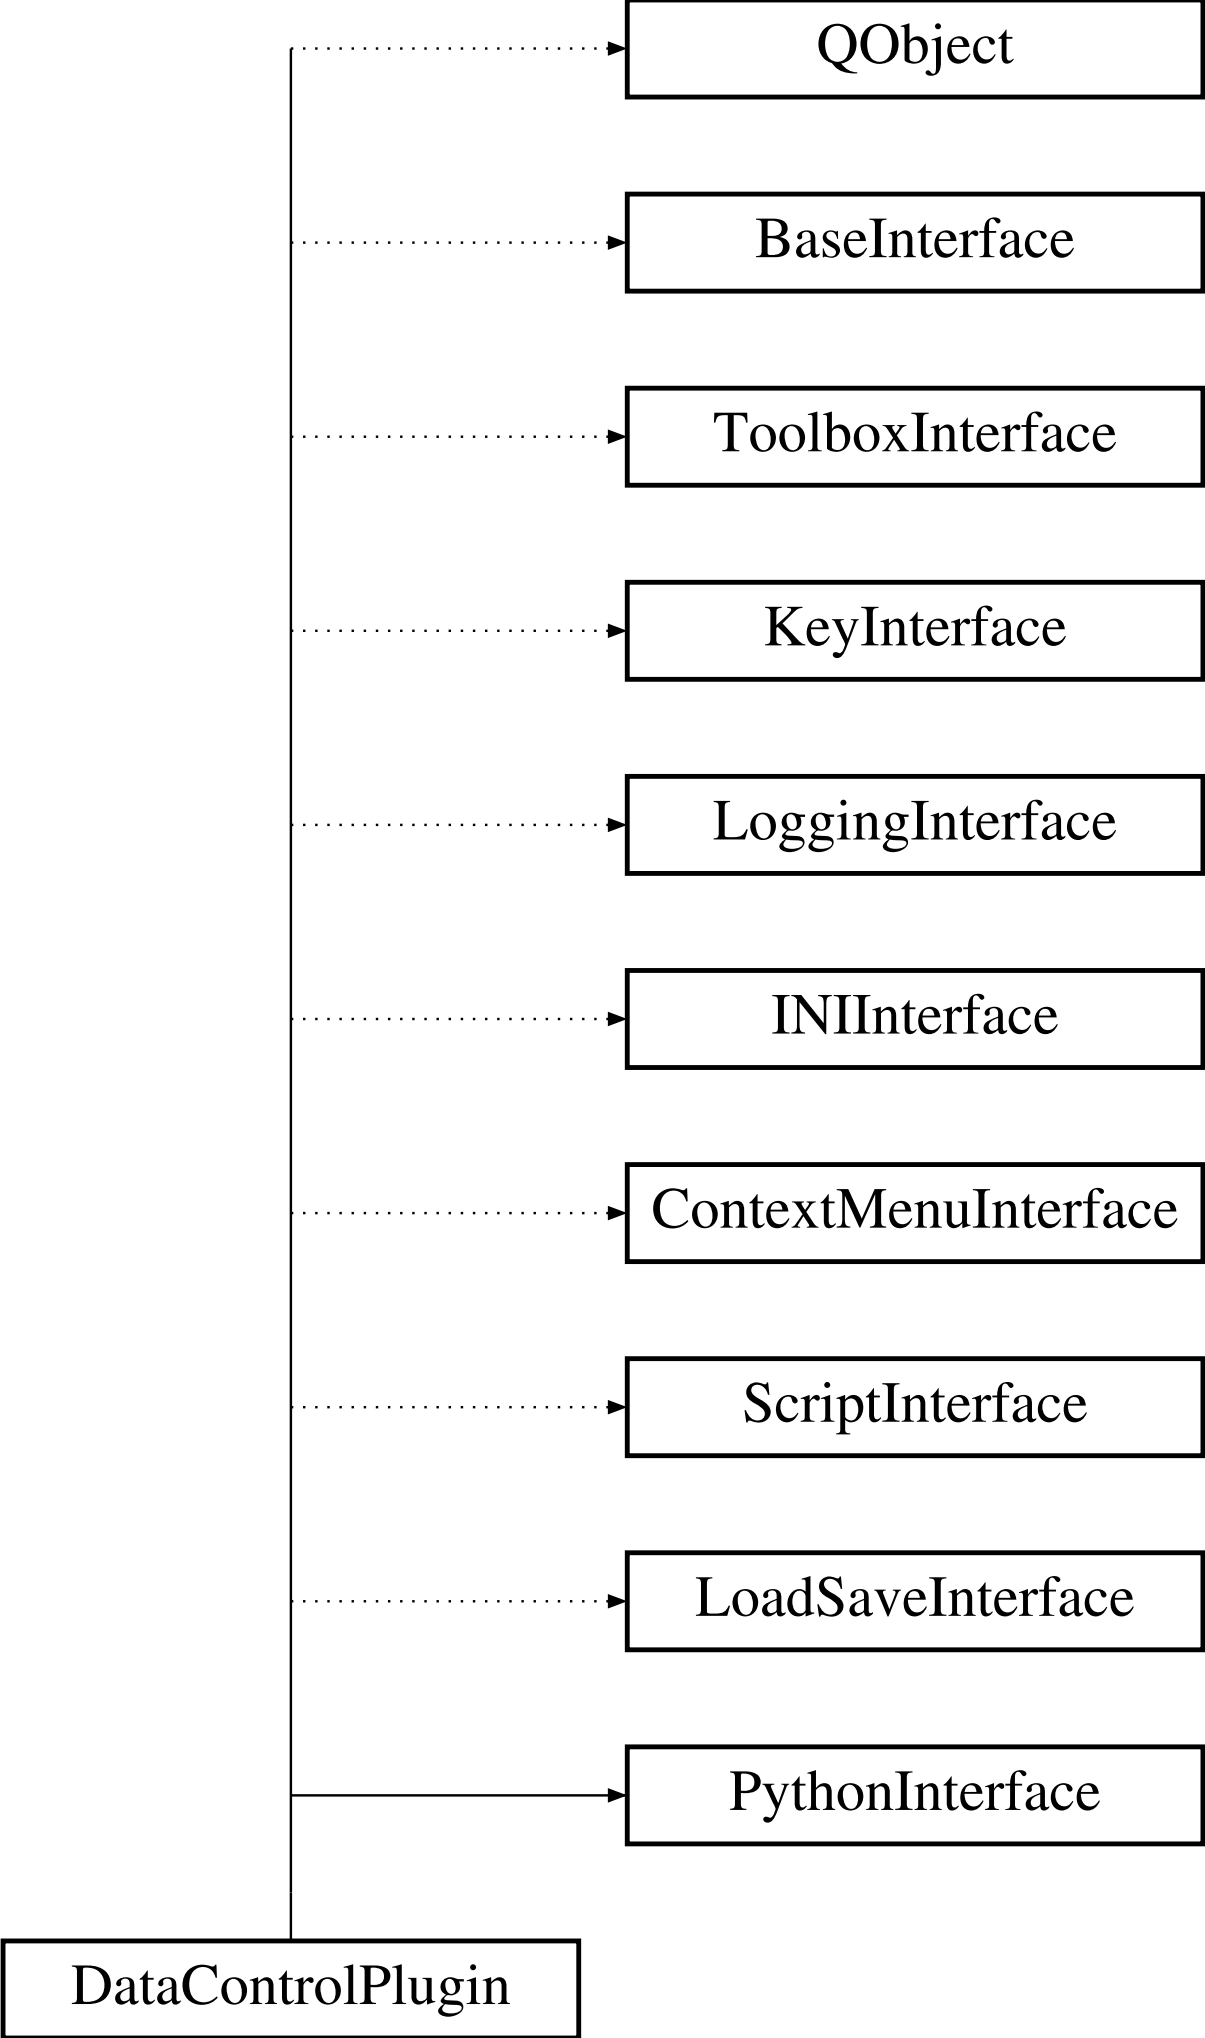 QObject
BaseInterface
ToolboxInterface
KeyInterface
LoggingInterface
INIInterface
ContextMenuInterface
ScriptInterface
LoadSaveInterface
PythonInterface
DataControlPlugin